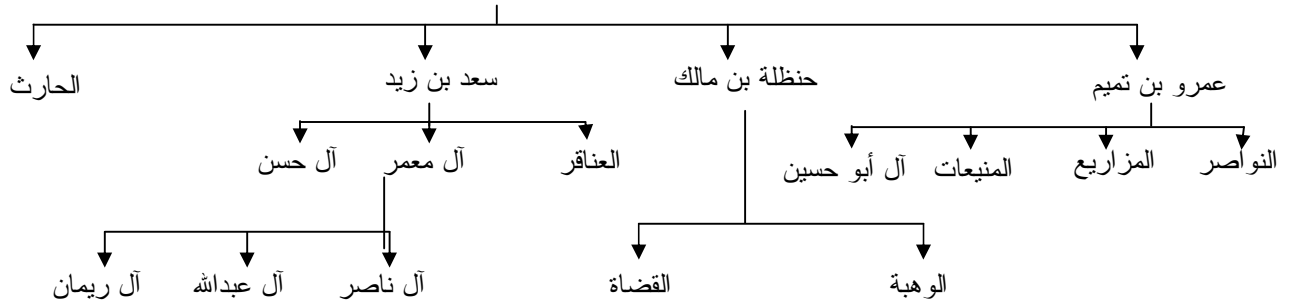 عمرو بن تميم
حنظلة بن مالك
سعد بن زيد
الحارث
النواصر
المزاريع
المنيعات
آل أبو حسين
العناقر
آل معمر
آل حسن
الوهبة
القضاة
آل ناصر
آل عبدالله
آل ريمان